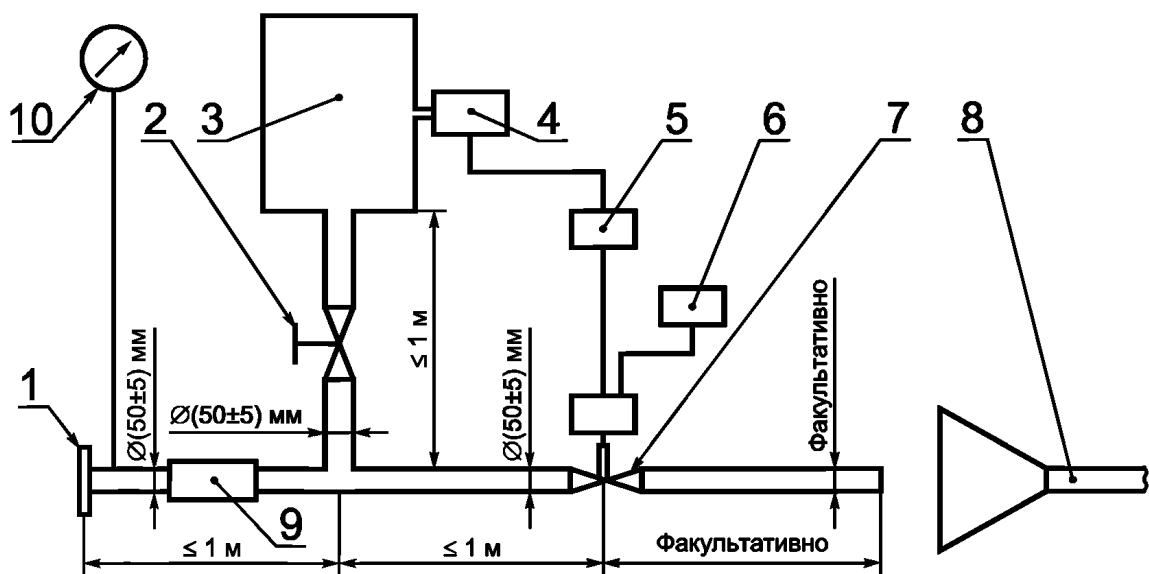 10
2
3
4
5
6
7
8
≤ 1 м
Факультативно
1
∅(50±5) мм
∅(50±5) мм
∅(50±5) мм
9
≤ 1 м
≤ 1 м
Факультативно